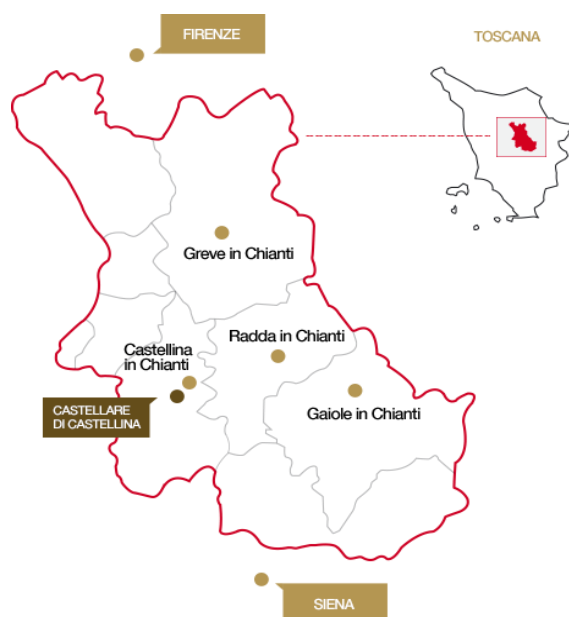 FIRENZE
TOSCANA
Greve in Chianti
Radda in Chianti
Castellina
in Chianti
CASTELLARE
DI CASTELLINA
Gaiole in Chianti
SIENA